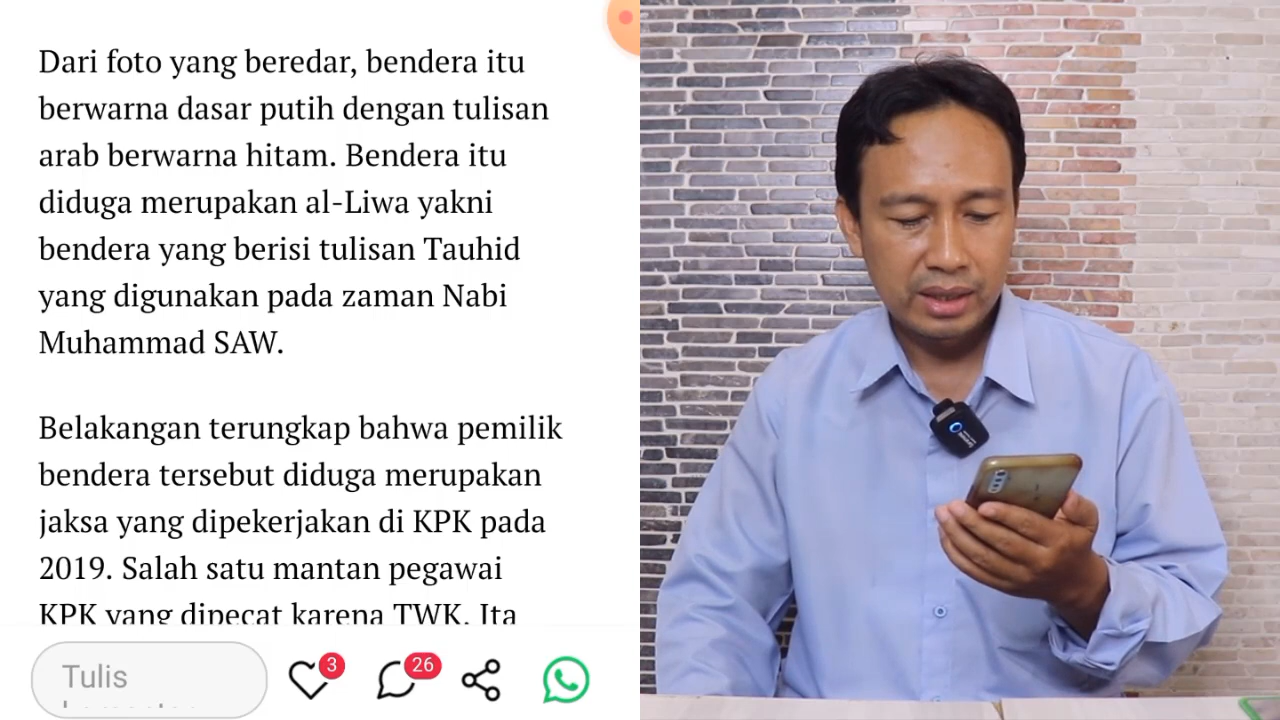 Dari foto yang beredar, bendera itu
berwarna dasar putih dengan tulisan
arab berwarna hitam. Bendera itu
diduga merupakan al-Liwa yakni
bendera yang berisi tulisan Tauhid
yang digunakan pada zaman Nabi
Muhammad SAW.
Belakangan terungkap bahwa pemilik
bendera tersebut diduga merupakan
jaksa yang dipekerjakan di KPK pada
2019. Salah satu mantan pegawai
KPK yang dipecat karena TWK, Ita
Tulis
3
26